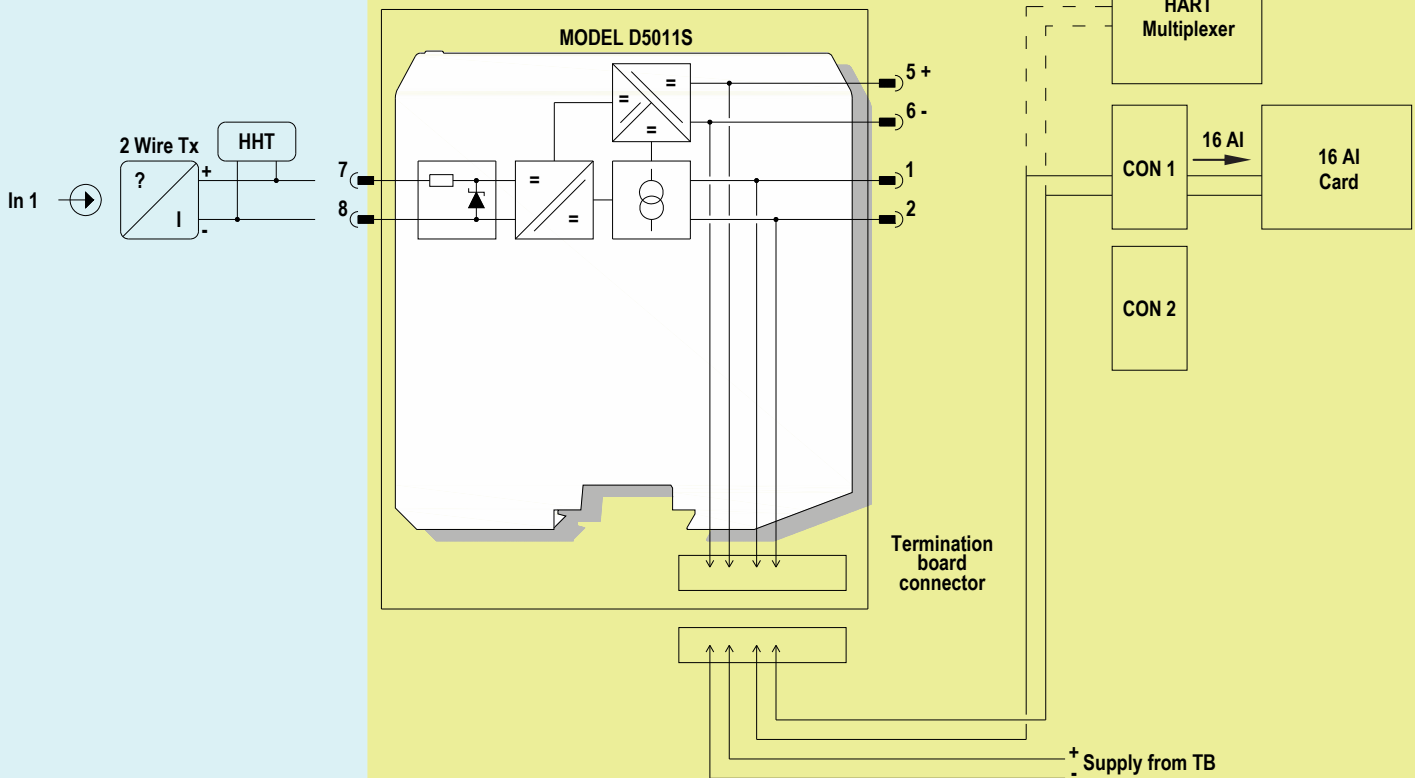 HART
Multiplexer
MODEL D5011S
5 +
6 -
2 Wire Tx
HHT
7
8
1
2
In 1
?
+
I
-
=
=
=
=
=
CON 1
16 AI
16 AI
Card
CON 2
Termination
board
connector
+
Supply from TB
-